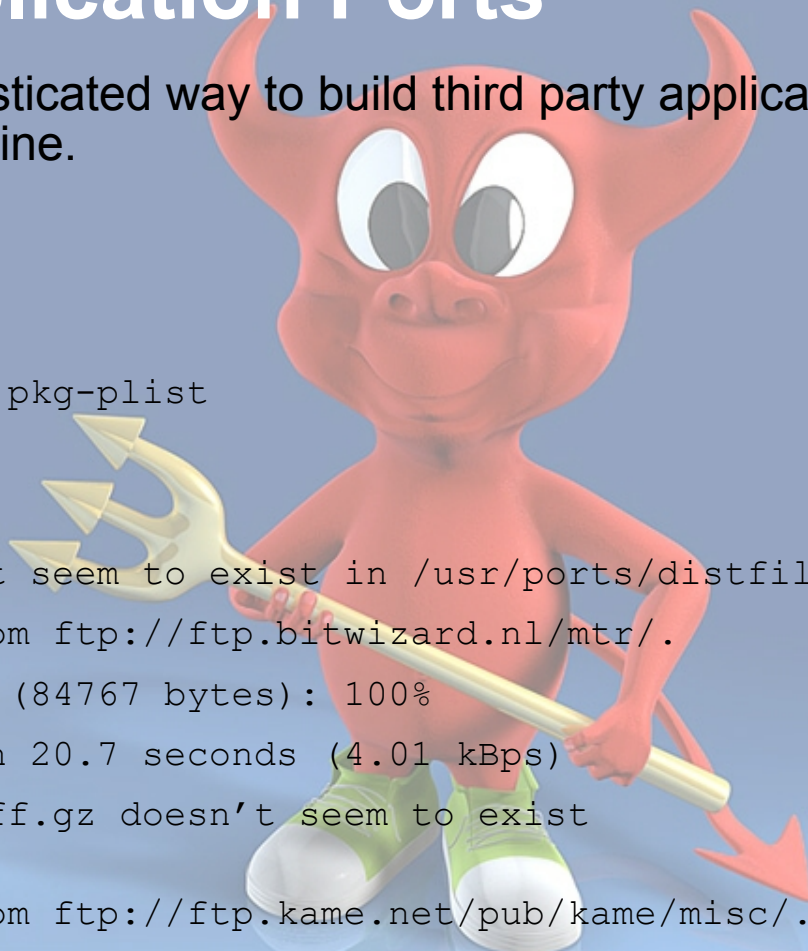 lication Ports
sticated way to build third party applica
ine.
pkg-plist
t seem to exist in /usr/ports/distfil
om ftp://ftp.bitwizard.nl/mtr/.
(84767 bytes): 100%
n 20.7 seconds (4.01 kBps)
ff.gz doesn’t seem to exist
om ftp://ftp.kame.net/pub/kame/misc/.